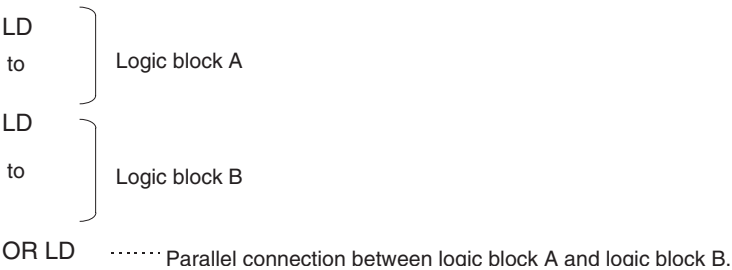 LD
to
Logic block A
LD
to
Logic block B
OR LD ........ Parallel connection between logic block A and logic block B.